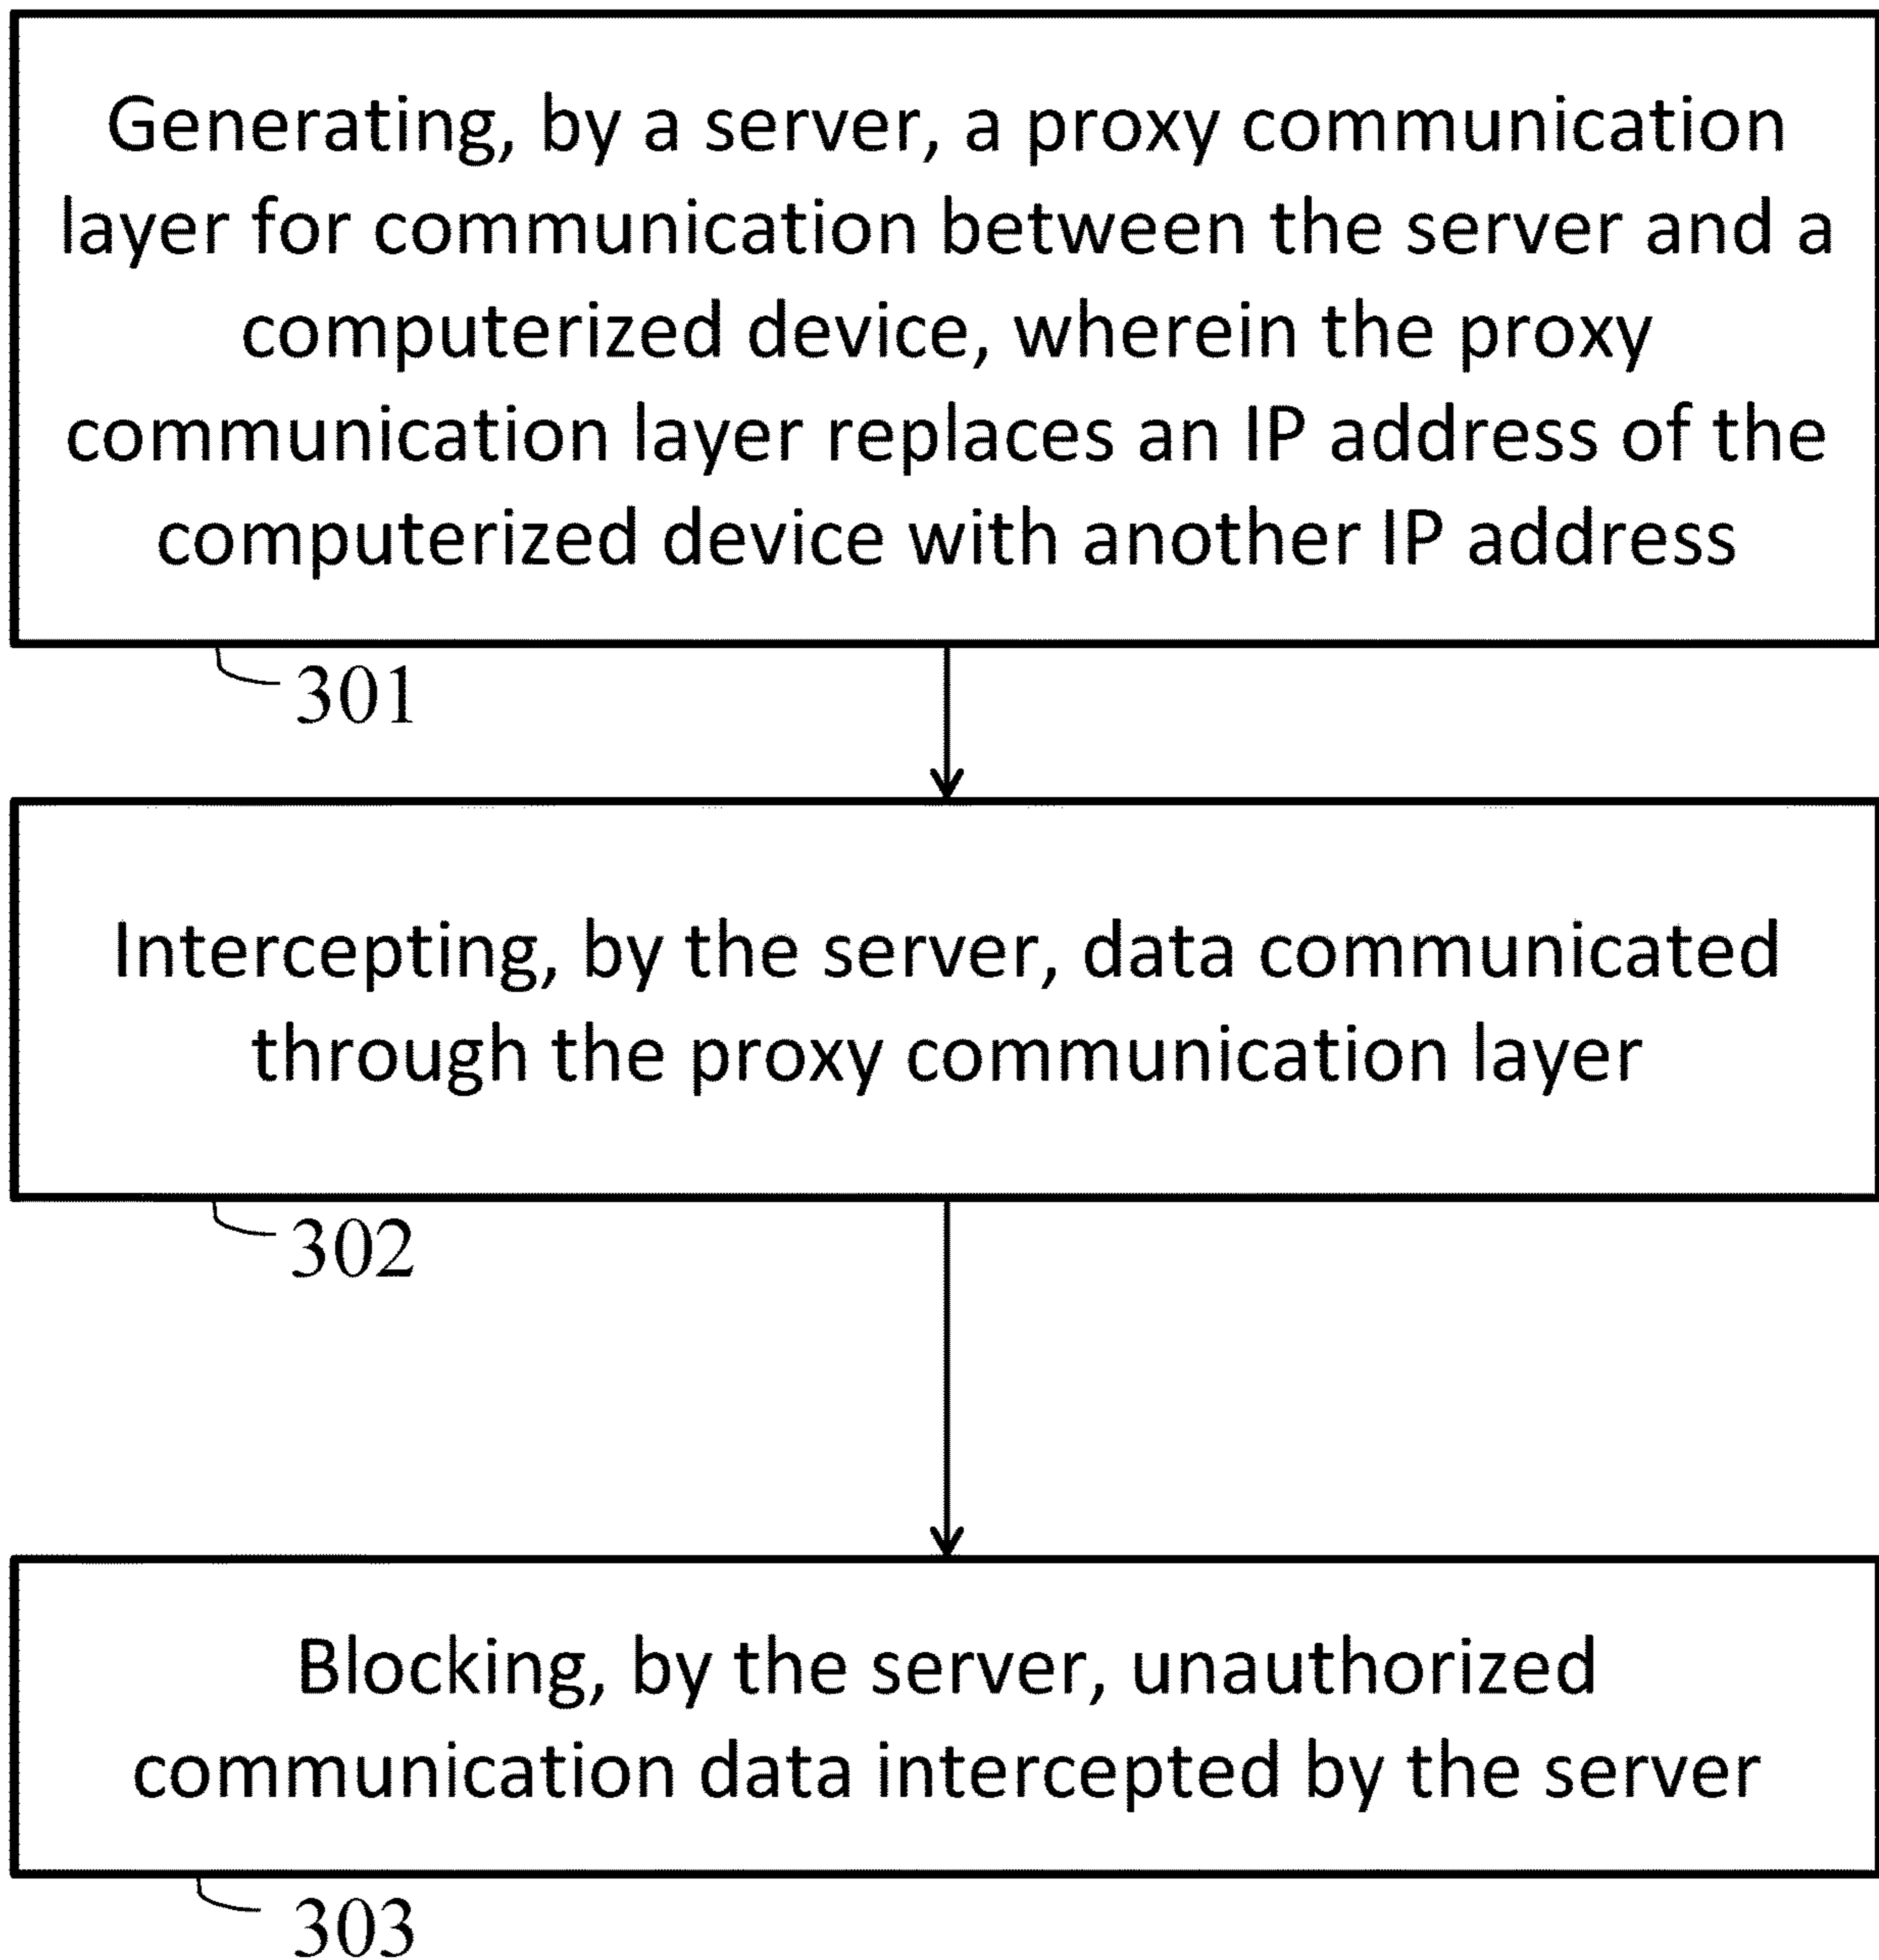 Generating, by a server, a proxy communication
layer for communication between the server and a
computerized device, wherein the proxy
communication layer replaces an IP address of the
computerized device with another IP address
301
Intercepting, by the server, data communicated
through the proxy communication layer
302
Blocking, by the server, unauthorized
communication data intercepted by the server
303